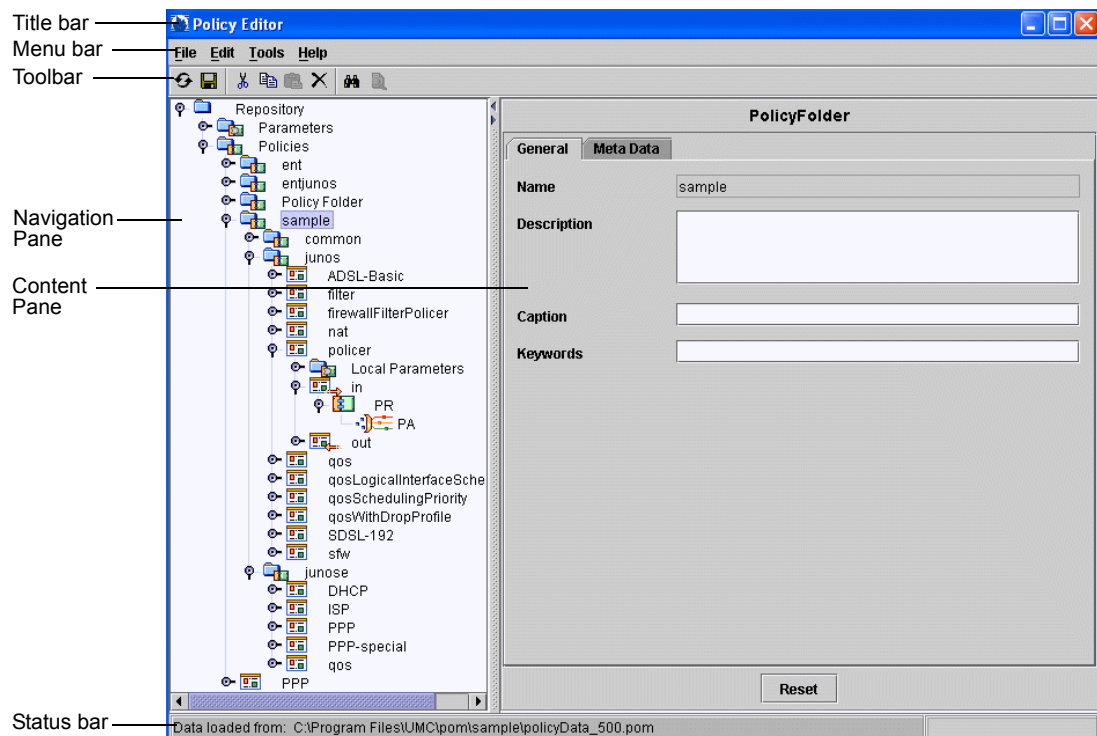 Title bar
Policy Editor
Menu bar
File Edit Tools Help
Toolbar
Repository
Parameters
Policies
ent
entjunos
Policy Folder
sample
common
junos
ADSL-Basic
filter
firewallFilterPolicer
nat
policer
Local Parameters
in
PR
PA
out
qos
qosLogicalInterfaceSche
qosSchedulingPriority
qosWithDropProfile
SDSL-192
sfw
junose
DHCP
ISP
PPP
PPP-special
qos
PPP
Navigation
Pane
Content
Pane
PolicyFolder
General Meta Data
Name sample
Description
Caption
Keywords
Reset
Status bar
Data loaded from: C:\Program Files\UMC\pom\sample\policyData_500.pom